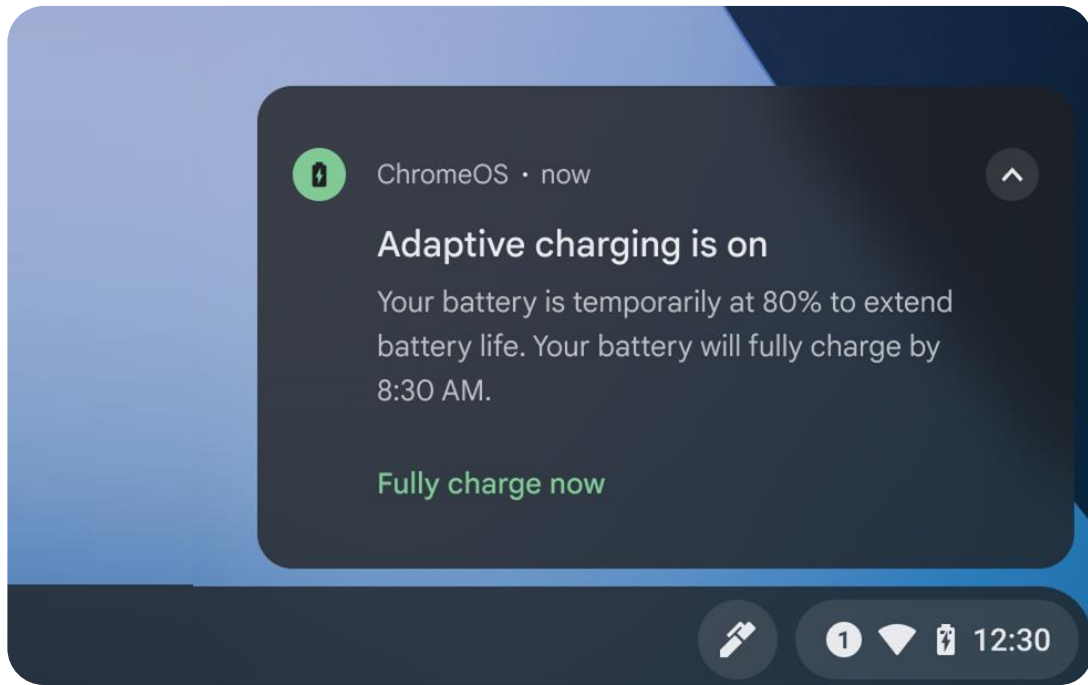 ChromeOS • now
Adaptive charging is on
Your battery is temporarily at 80% to extend
battery life. Your battery will fully charge by
8:30 AM.
Fully charge now
1 12:30